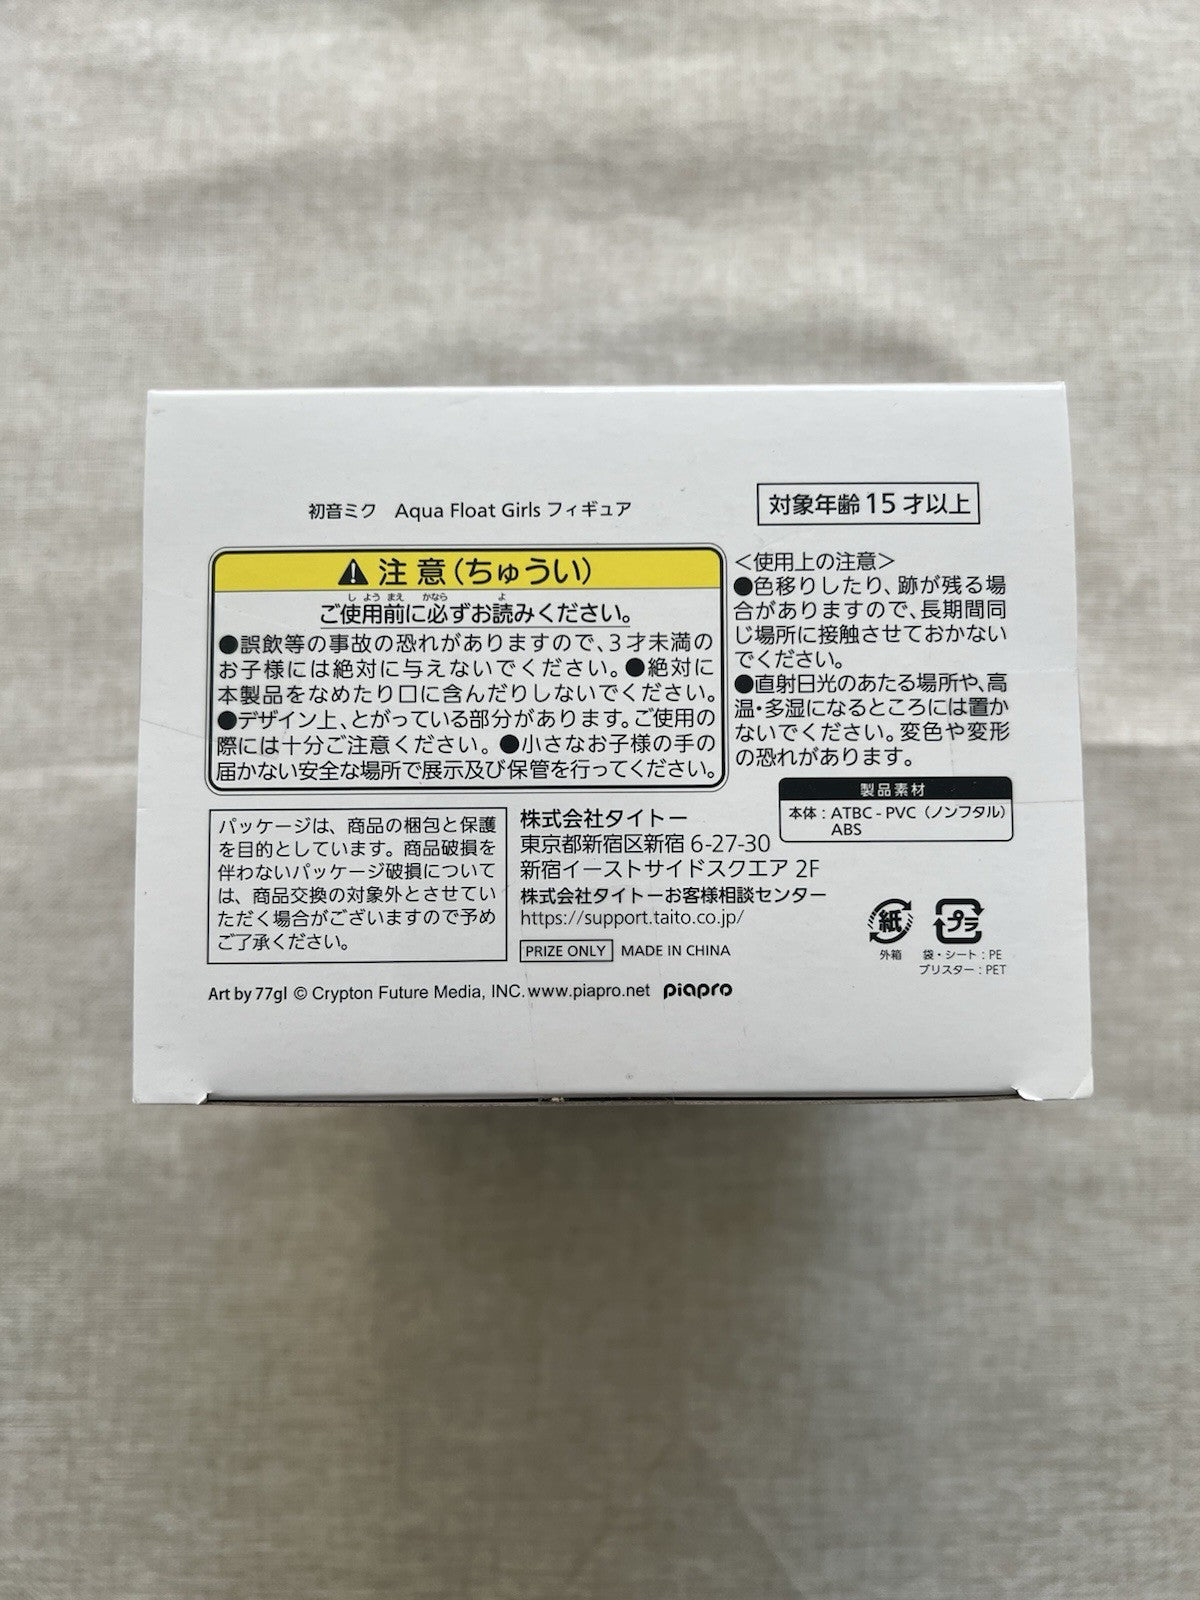 初音ミク　Aqua Float Girls フィギュア
対象年齢15才以上
注意(ちゅうい)
しようまえ かなら よ
ご使用前に必ずお読みください。
●誤飲等の事故の恐れがありますので、3才未満の
お子様には絶対に与えないでください。●絶対に
本製品をなめたり口に含んだりしないでください。
●デザイン上、とがっている部分があります。ご使用の
際には十分ご注意ください。●小さなお子様の手の
届かない安全な場所で展示及び保管を行ってください。
＜使用上の注意＞
●色移りしたり、跡が残る場
合がありますので、長期間同
じ場所に接触させておかない
でください。
●直射日光のあたる場所や、高
温・多湿になるところには置か
ないでください。変色や変形
の恐れがあります。
製品素材
本体：ATBC-PVC（ノンフタル）
ABS
パッケージは、商品の梱包と保護
を目的としています。商品破損を
伴わないパッケージ破損について
は、商品交換の対象外とさせてい
ただく場合がございますので予め
ご了承ください。
株式会社タイトー
東京都新宿区新宿 6-27-30
新宿イーストサイドスクエア 2F
株式会社タイトーお客様相談センター
https://support.taito.co.jp/
PRIZE ONLY MADE IN CHINA
紙 プラ
外箱 袋・シート：PE
ブリスター：PET
Art by 77gl © Crypton Future Media, INC. www.piapro.net piapro